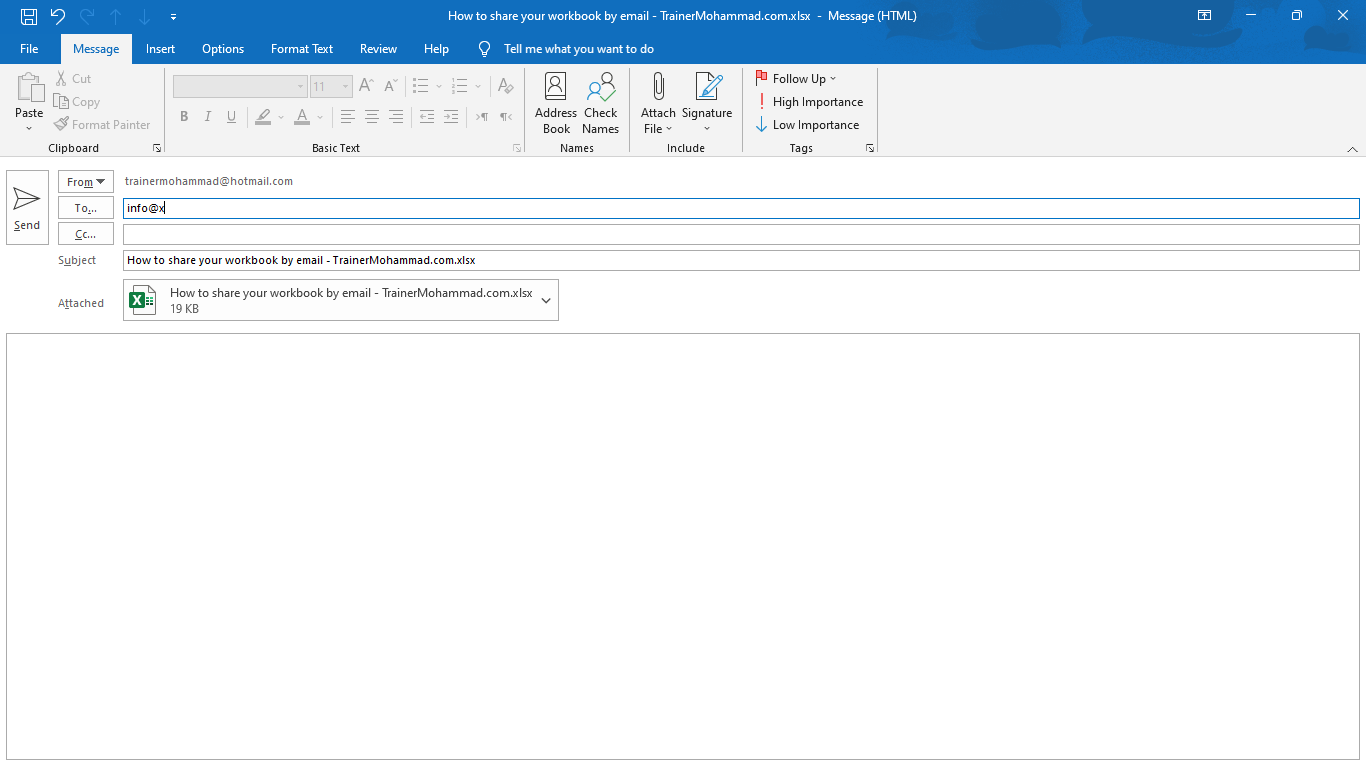 How to share your workbook by email - TrainerMohammad.com.xlsx - Message (HTML)
File Message Insert Options Format Text Review Help Tell me what you want to do
Paste
Cut
Copy
Format Painter
Clipboard
11
B I U A
Basic Text
Address Book
Check Names
Names
Attach File
Signature
Include
Follow Up
High Importance
Low Importance
Tags
Send
From trainermohammad@hotmail.com
To... info@x
Cc...
Subject How to share your workbook by email - TrainerMohammad.com.xlsx
Attached How to share your workbook by email - TrainerMohammad.com.xlsx
19 KB